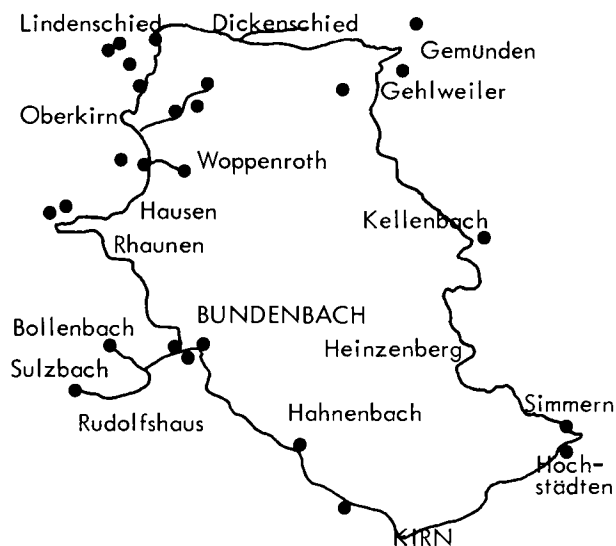 Lindenschied
Dickenschied
Gemünden
Gehlweiler
Oberkirn
Woppenroth
Hausen
Kellenbach
Rhaunen
BUNDENBACH
Bollenbach
Heinzenberg
Sulzbach
Rudolfshaus
Hahnenbach
Simmern
Hoch-
städten
KIRN